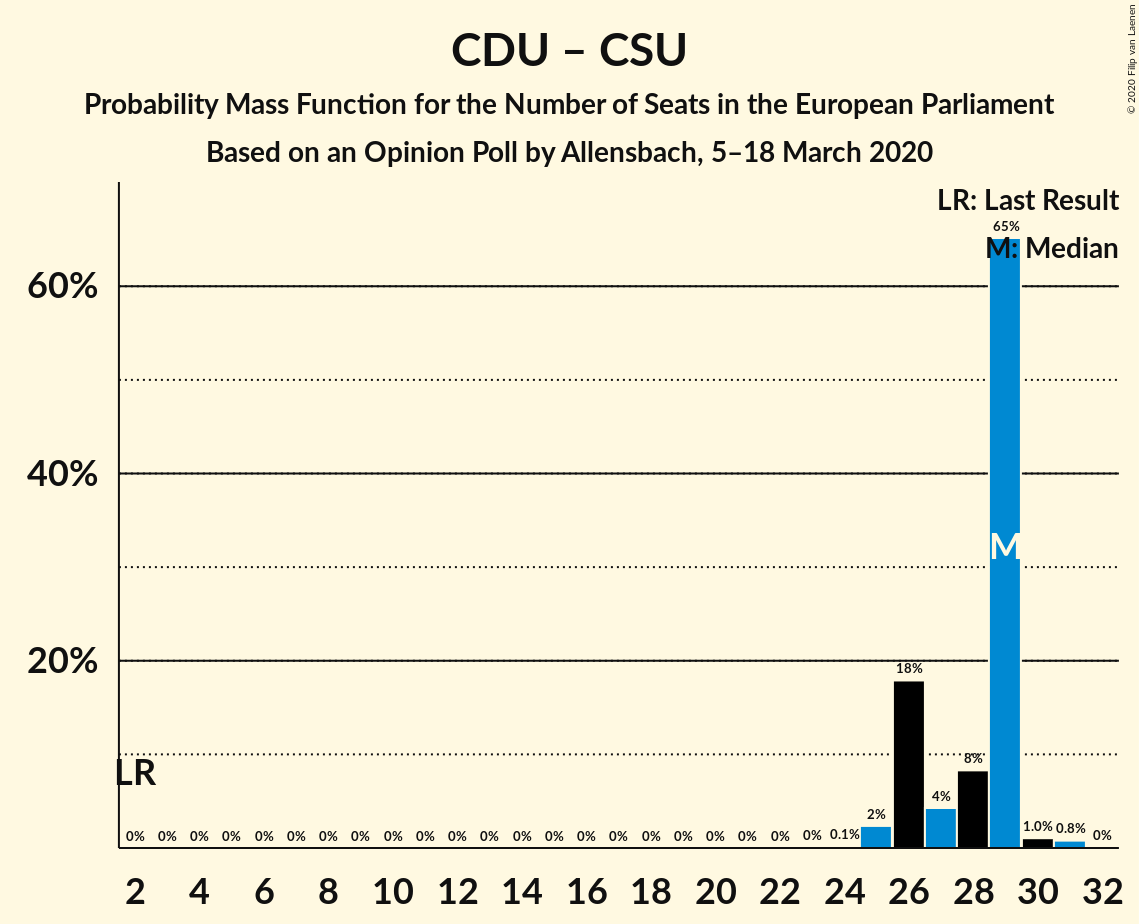 CDU – CSU
Probability Mass Function for the Number of Seats in the European Parliament
Based on an Opinion Poll by Allensbach, 5–18 March 2020
© 2020 Filip van Laenen
LR: Last Result
M: Median
65%
60%
40%
M
20%
18%
LR
8%
4%
2%
0% 0% 0% 0% 0% 0% 0% 0% 0% 0% 0% 0% 0% 0% 0% 0% 0% 0% 0% 0% 0% 0% 0.1% 1.0% 0.8% 0%
2 4 6 8 10 12 14 16 18 20 22 24 26 28 30 32